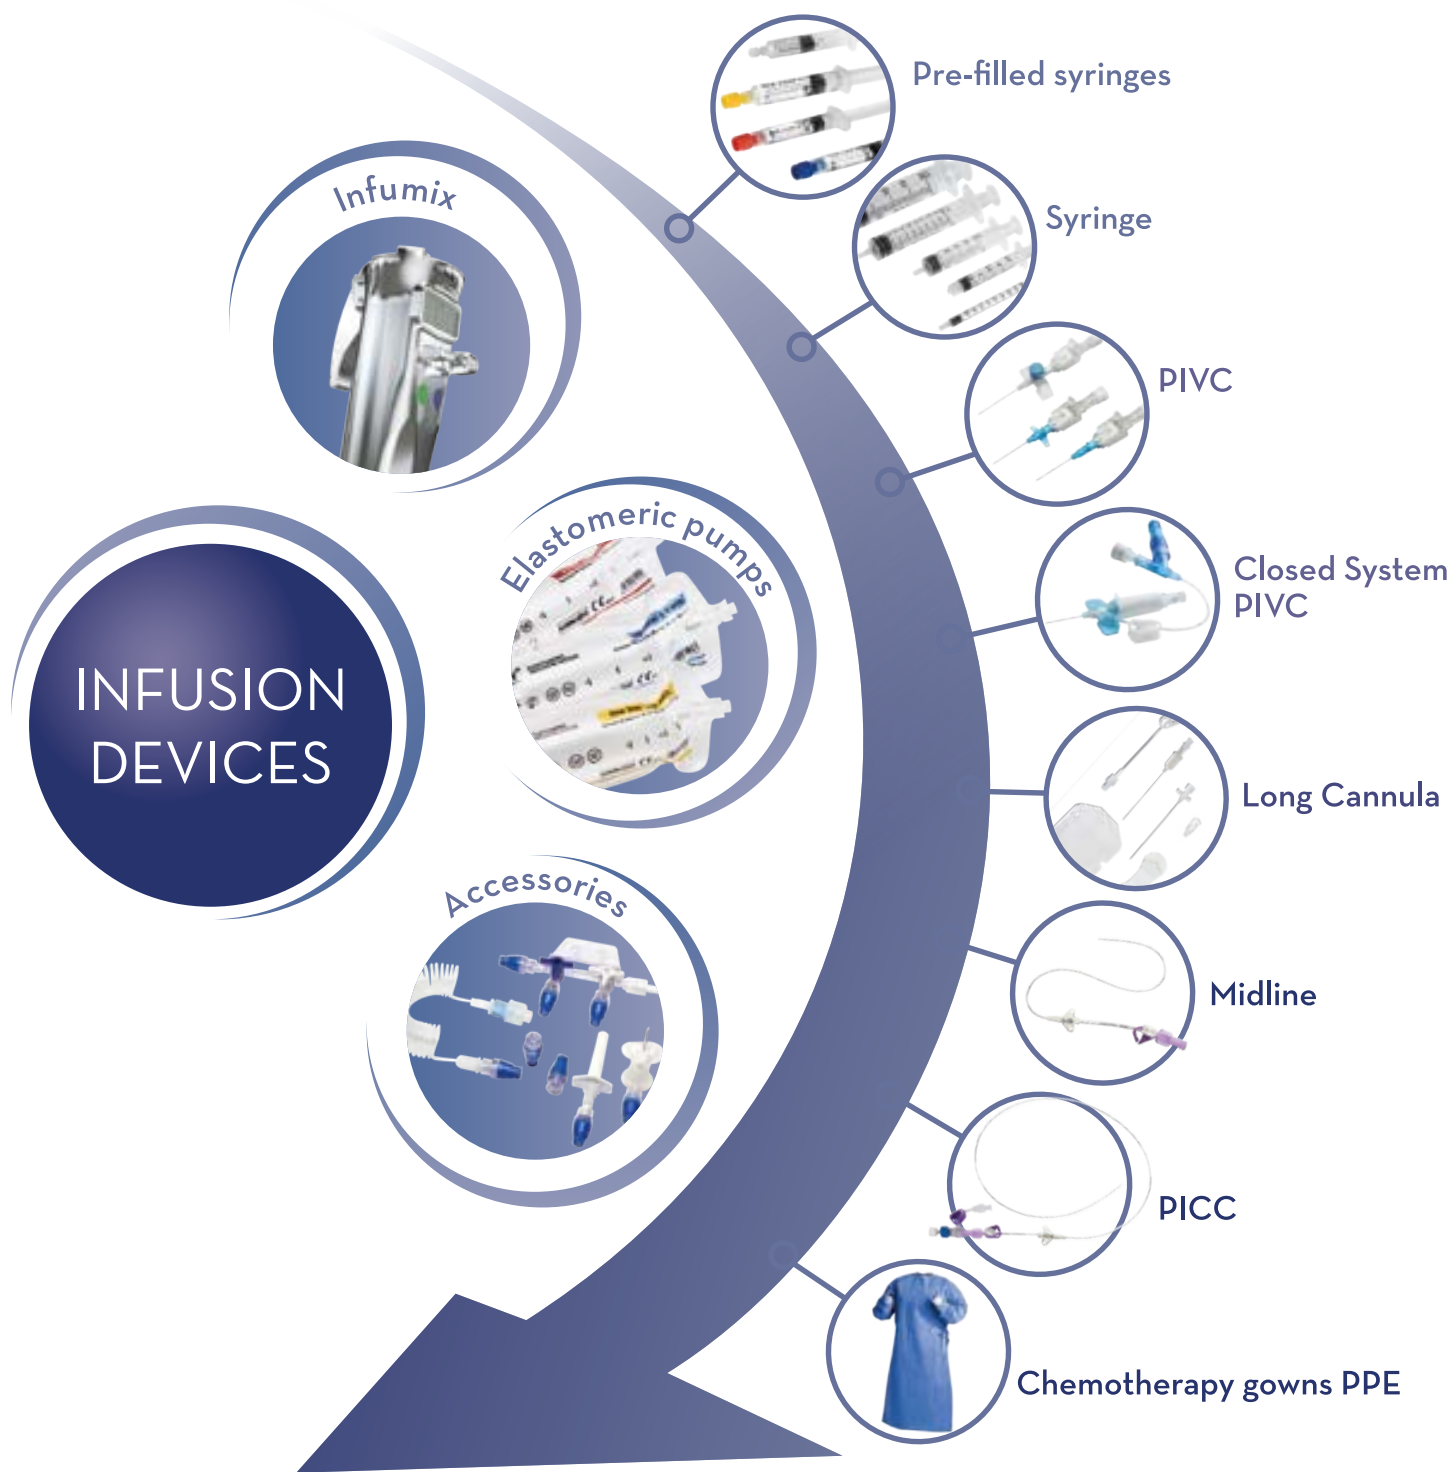 Pre-filled syringes
Infumix
Syringe
PIVC
Elastomeric pumps
Closed System
PIVC
INFUSION
DEVICES
Long Cannula
Accessories
Midline
PICC
Chemotherapy gowns PPE